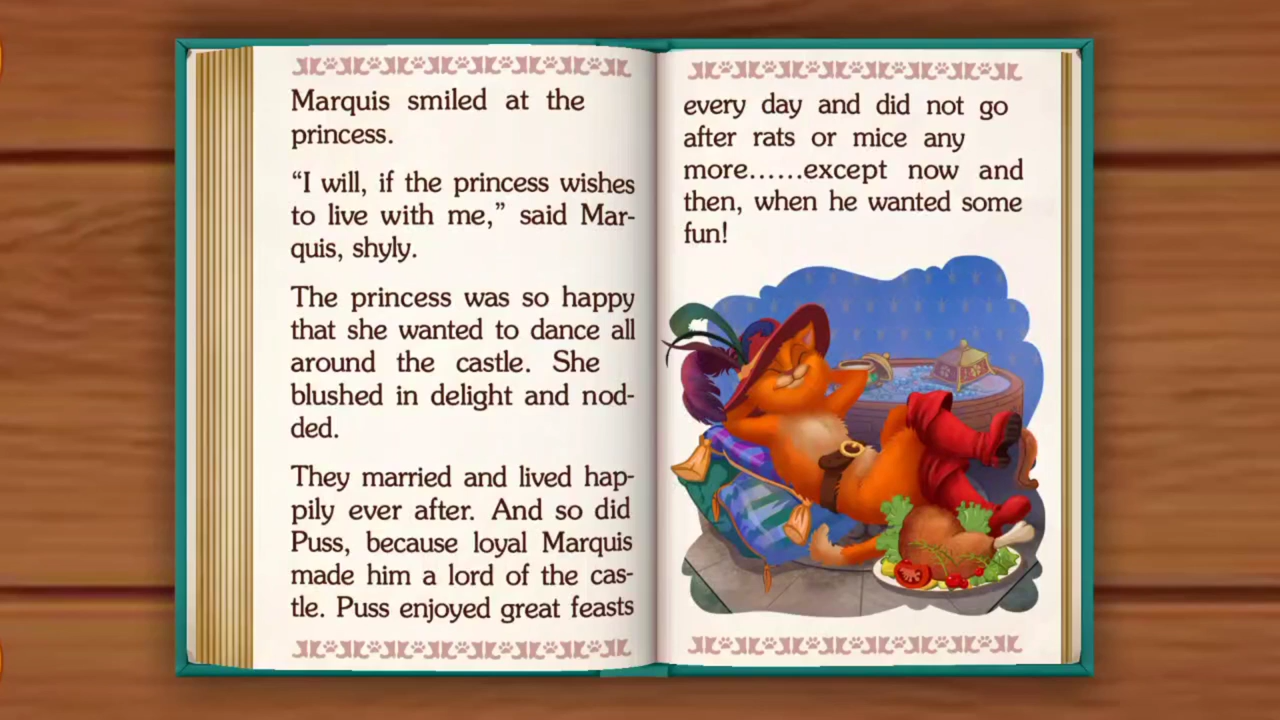 Marquis smiled at the
princess.
“I will, if the princess wishes
to live with me,” said Mar-
quis, shyly.
The princess was so happy
that she wanted to dance all
around the castle. She
blushed in delight and nod-
ded.
They married and lived hap-
pily ever after. And so did
Puss, because loyal Marquis
made him a lord of the cas-
tle. Puss enjoyed great feasts
every day and did not go
after rats or mice any
more......except now and
then, when he wanted some
fun!